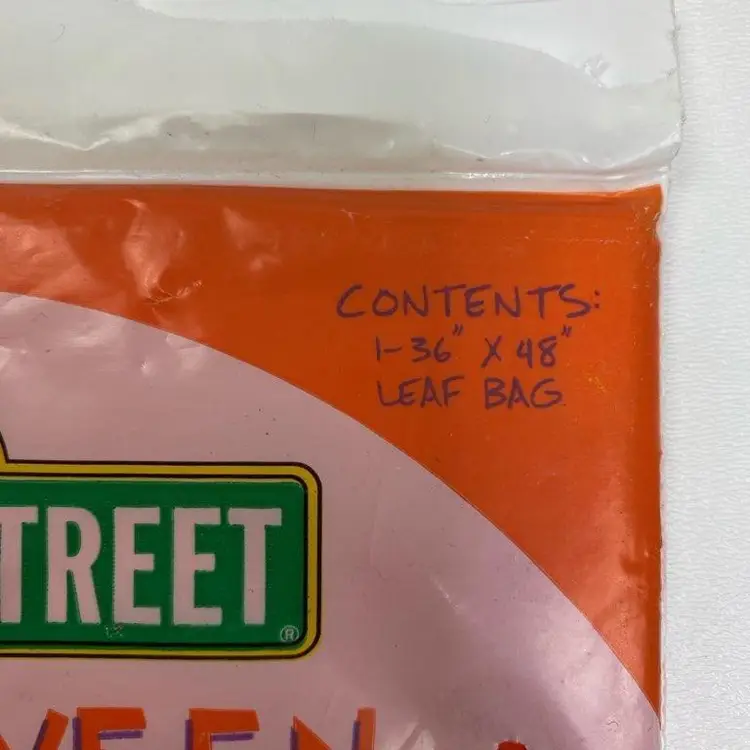 CONTENTS:
1-36" X 48"
LEAF BAG
TREET®